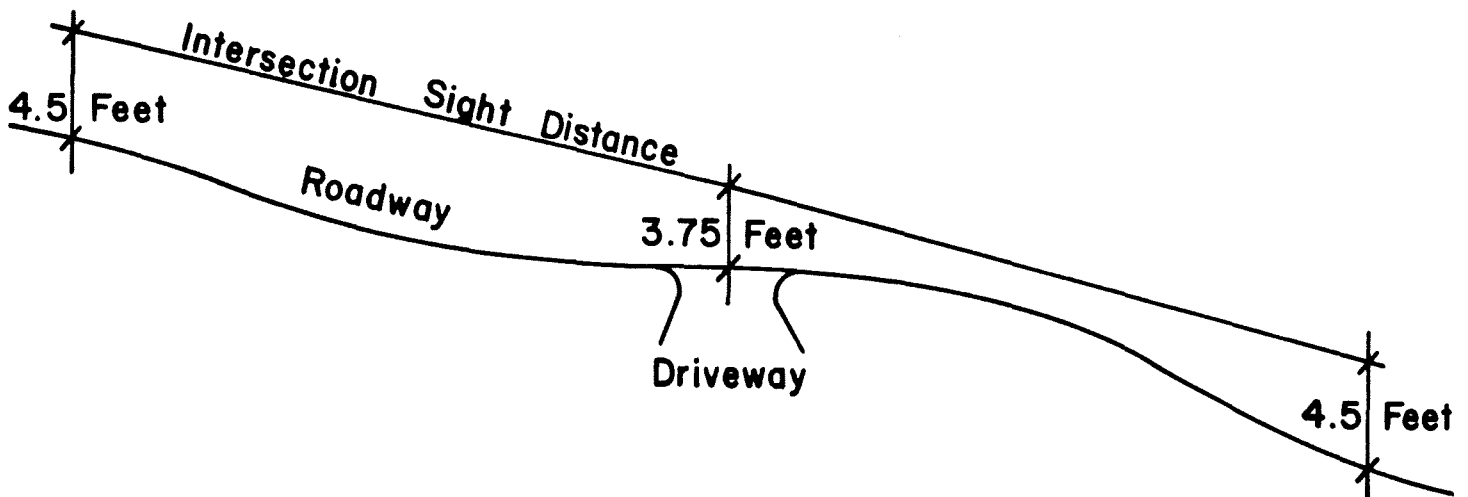 Intersection Sight Distance
4.5 Feet
Roadway
3.75 Feet
Driveway
4.5 Feet